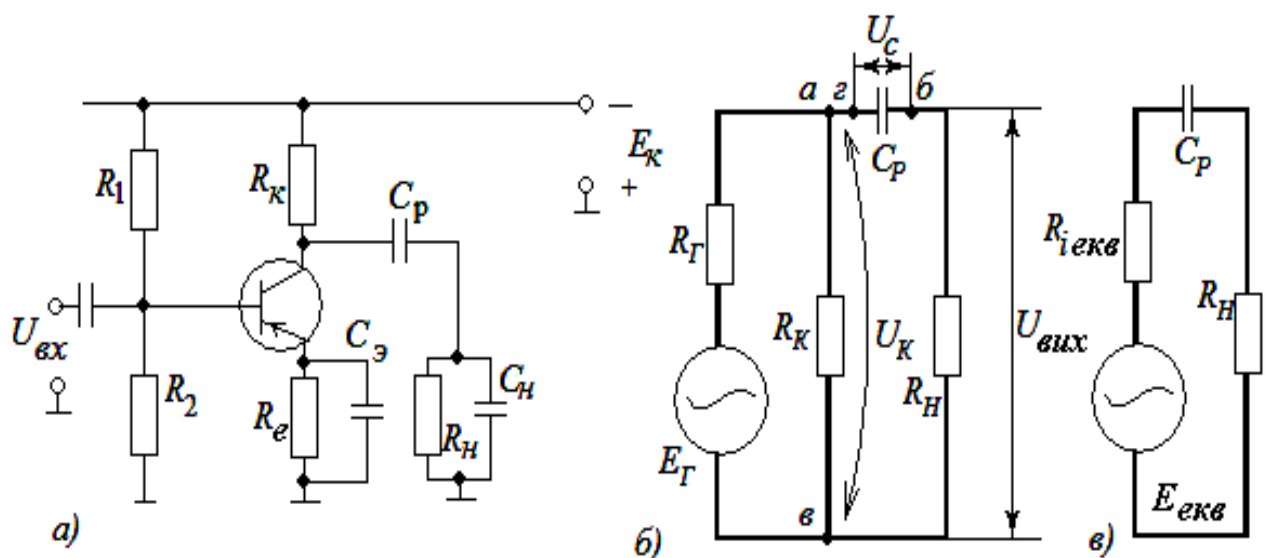 R1
Rк
Cр
– Eк +
Uвх
R2
Cэ
Rе
Rн
Cн
а)
Uс
а г б
CР
RГ
RК
UК
RН
Uвих
EГ
в
б)
CР
Ri екв
RН
Eекв
в)